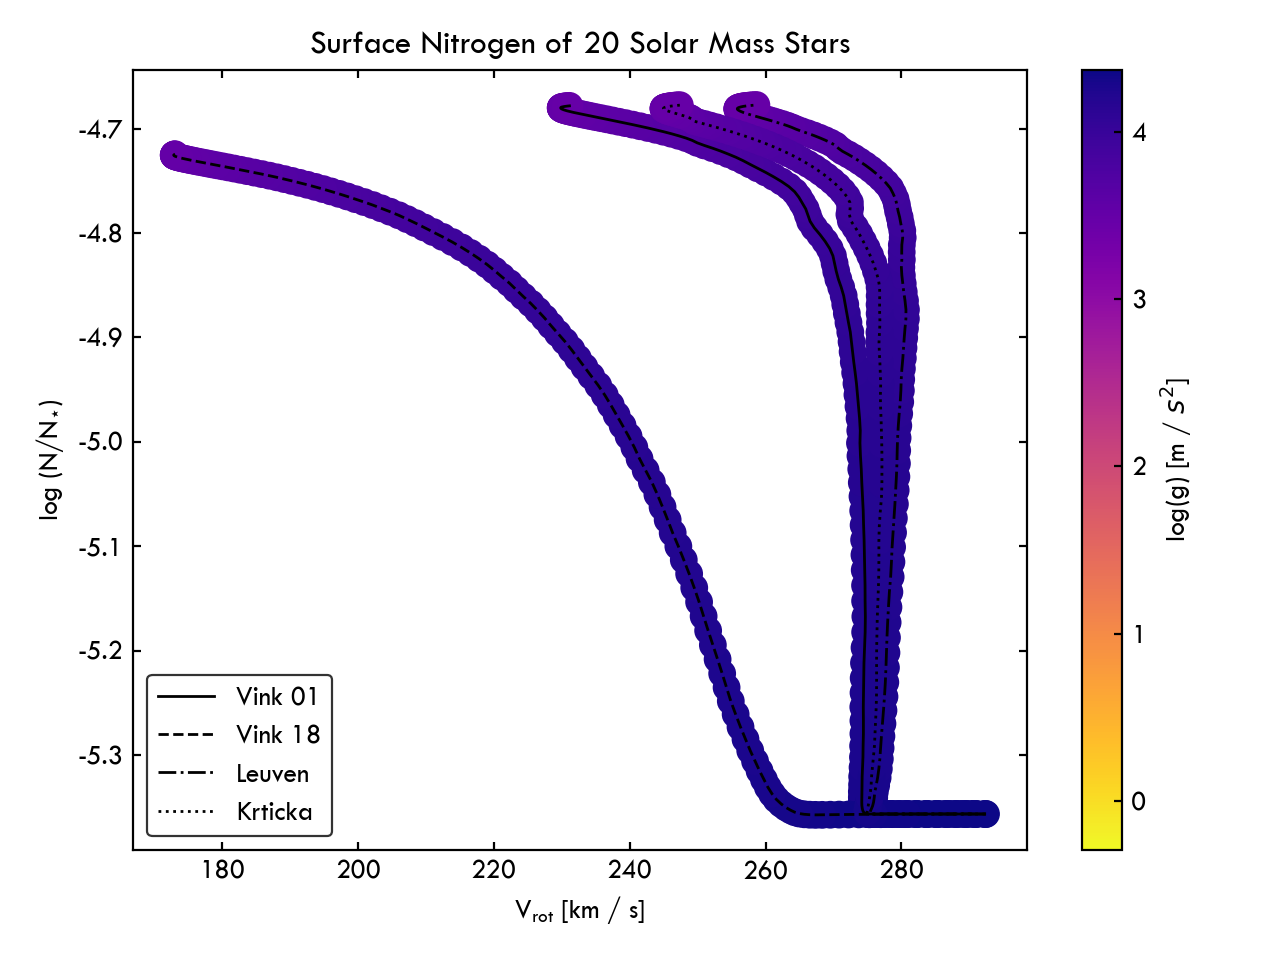 Surface Nitrogen of 20 Solar Mass Stars
log (N/N⋆)
-4.7
-4.8
-4.9
-5.0
-5.1
-5.2
-5.3
Vink 01
Vink 18
Leuven
Krticka
180 200 220 240 260 280
V_rot [km / s]
4
3
2
1
0
log(g) [m / s²]